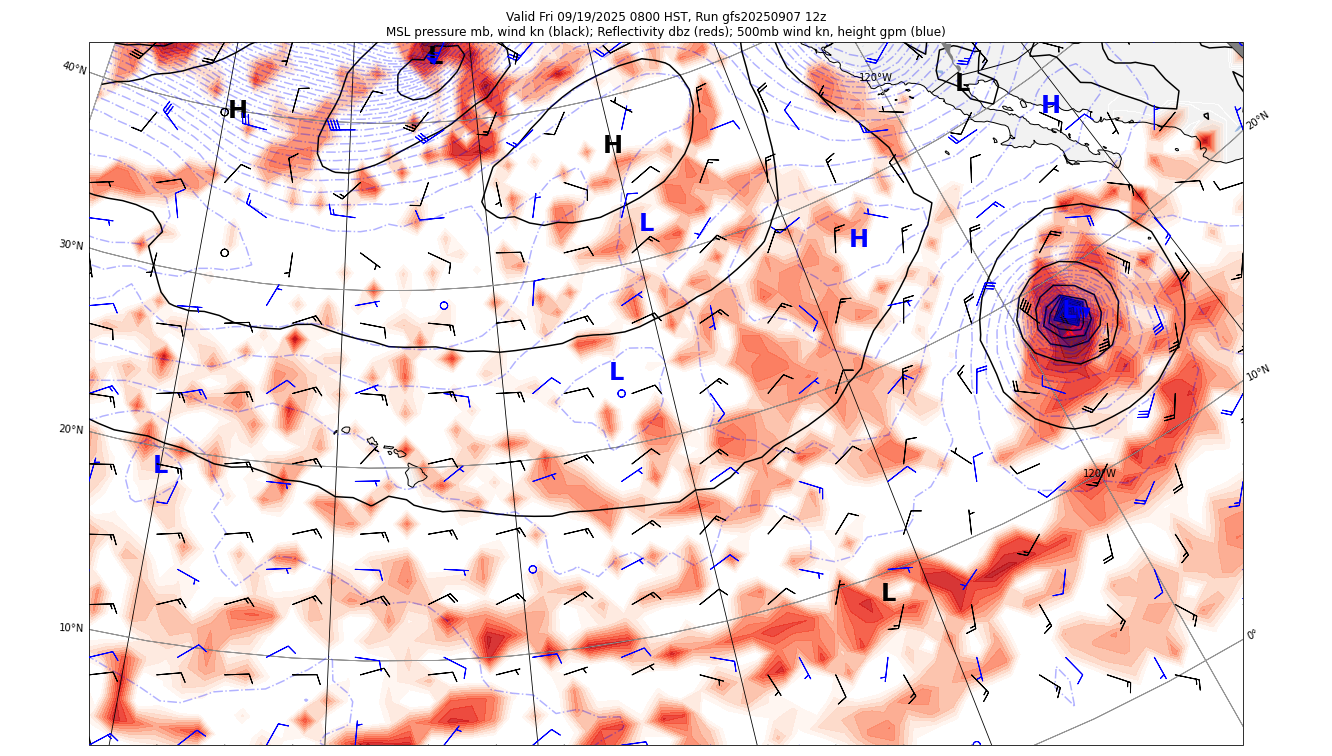 Valid Fri 09/19/2025 0800 HST, Run gfs20250907 12z
MSL pressure mb, wind kn (black); Reflectivity dbz (reds); 500mb wind kn, height gpm (blue)
L
40°N
120°W
L
H
H
20°N
H
L
H
30°N
L
10°N
L
20°N
L
120°W
L
10°N
0°